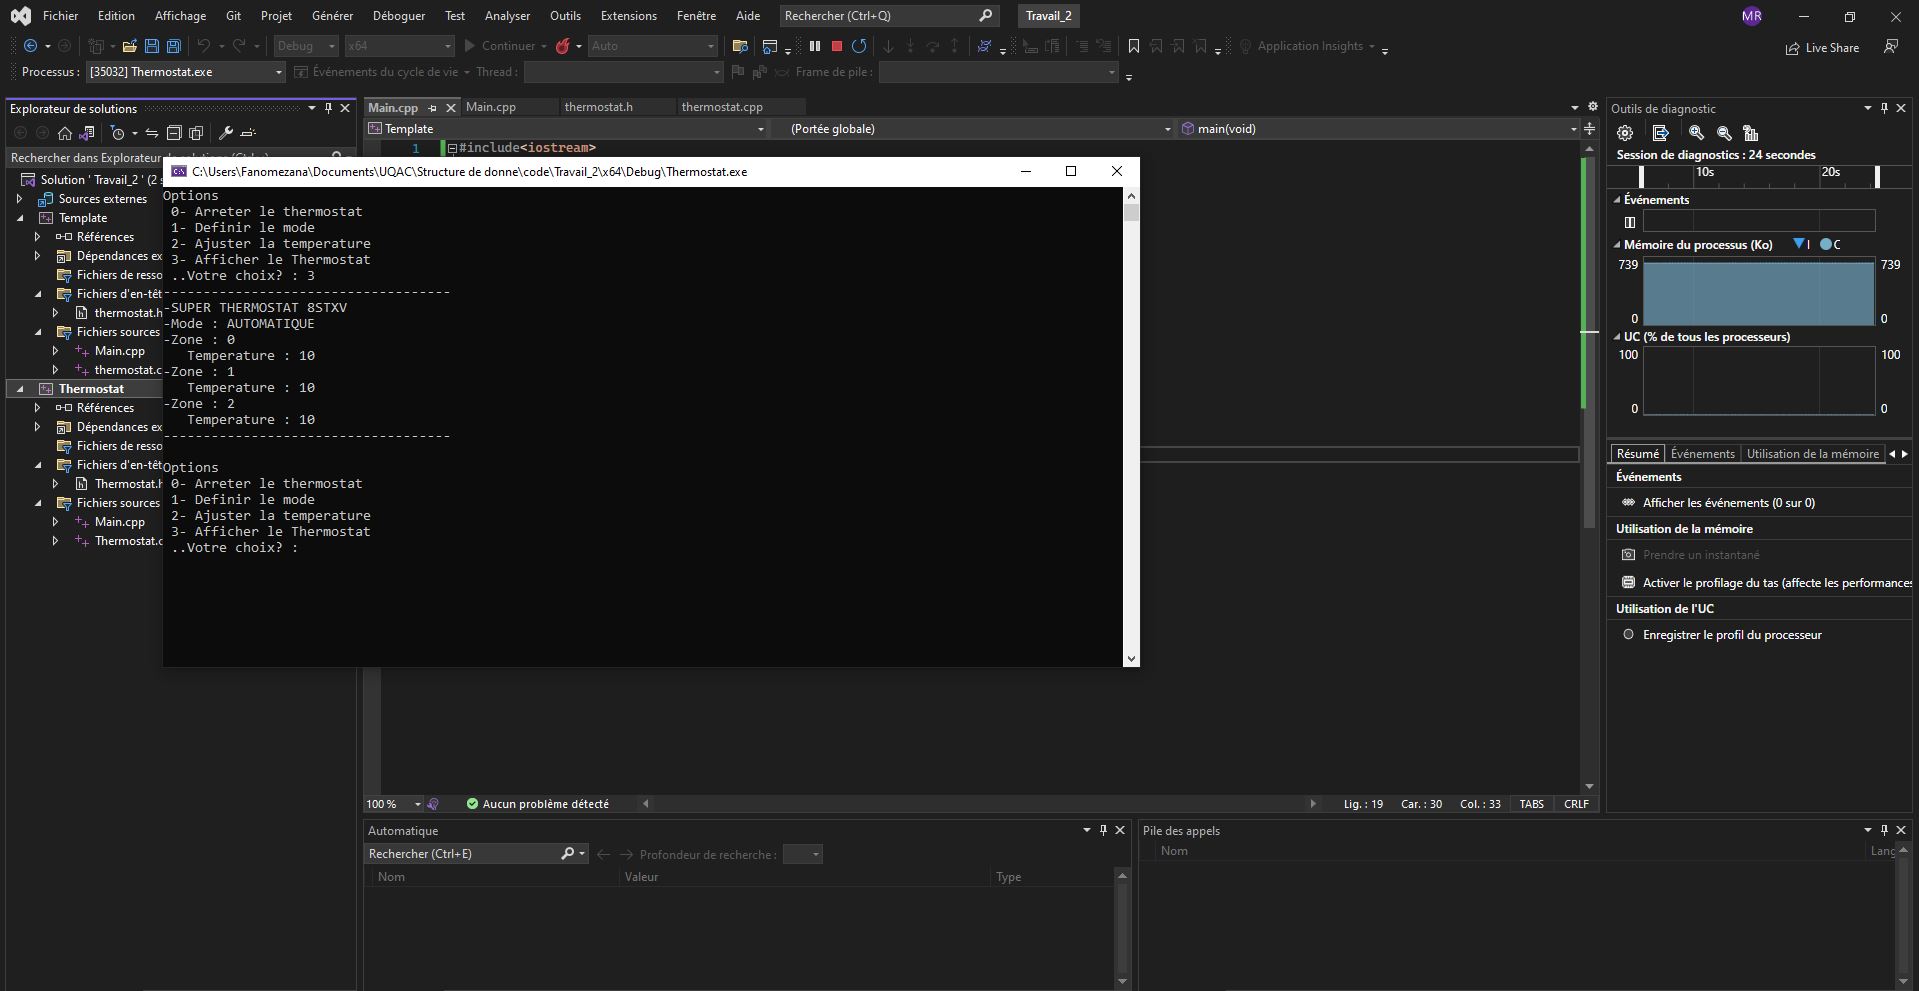 Fichier Edition Affichage Git Projet Générer Déboguer Test Analyser Outils Extensions Fenêtre Aide Rechercher (Ctrl+Q) Travail_2 MR
Debug x64 Continuer Auto Application Insights Live Share
Processus : [35032] Thermostat.exe Événements du cycle de vie Thread : Frame de pile :
Explorateur de solutions
Rechercher dans Explorateur
Solution ' Travail_2 ' (2 s
Sources externes
Template
Références
Dépendances ex
Fichiers de resso
Fichiers d'en-têt
thermostat.h
Fichiers sources
Main.cpp
thermostat.c
Thermostat
Références
Dépendances ex
Fichiers de resso
Fichiers d'en-têt
Thermostat.h
Fichiers sources
Main.cpp
Thermostat.c
Main.cpp Main.cpp thermostat.h thermostat.cpp
Template (Portée globale) main(void)
1 #include<iostream>
C:\Users\Fanomezana\Documents\UQAC\Structure de donne\code\Travail_2\x64\Debug\Thermostat.exe
Options
0- Arreter le thermostat
1- Definir le mode
2- Ajuster la temperature
3- Afficher le Thermostat
..Votre choix? : 3
------------------------------------
-SUPER THERMOSTAT 8STXV
-Mode : AUTOMATIQUE
-Zone : 0
Temperature : 10
-Zone : 1
Temperature : 10
-Zone : 2
Temperature : 10
------------------------------------
Options
0- Arreter le thermostat
1- Definir le mode
2- Ajuster la temperature
3- Afficher le Thermostat
..Votre choix? :
100 % Aucun problème détecté Lig. : 19 Car. : 30 Col. : 33 TABS CRLF
Automatique
Rechercher (Ctrl+E) Profondeur de recherche :
Nom Valeur Type
Pile des appels
Nom Lang
Outils de diagnostic
Session de diagnostics : 24 secondes
10s 20s
Événements
Mémoire du processus (Ko) I C
739 739
0 0
UC (% de tous les processeurs)
100 100
0 0
Résumé Événements Utilisation de la mémoire
Événements
Afficher les événements (0 sur 0)
Utilisation de la mémoire
Prendre un instantané
Activer le profilage du tas (affecte les performances
Utilisation de l'UC
Enregistrer le profil du processeur